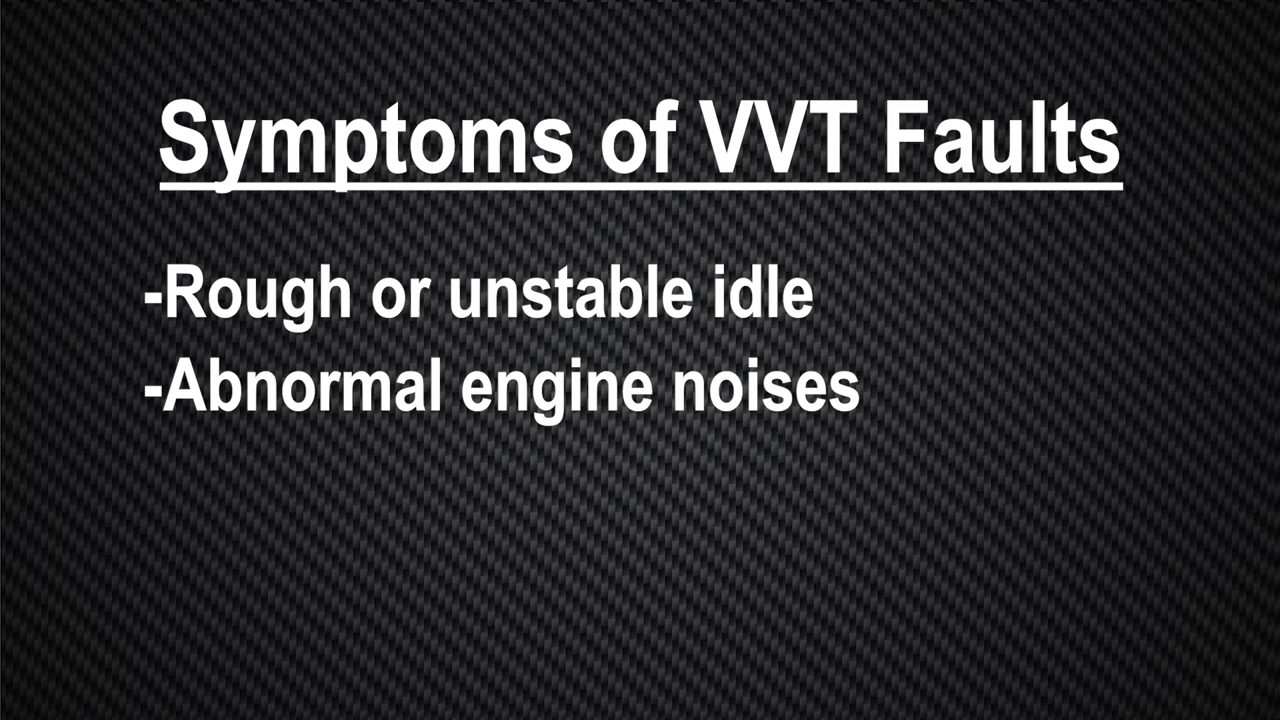 Symptoms of VVT Faults
-Rough or unstable idle
-Abnormal engine noises